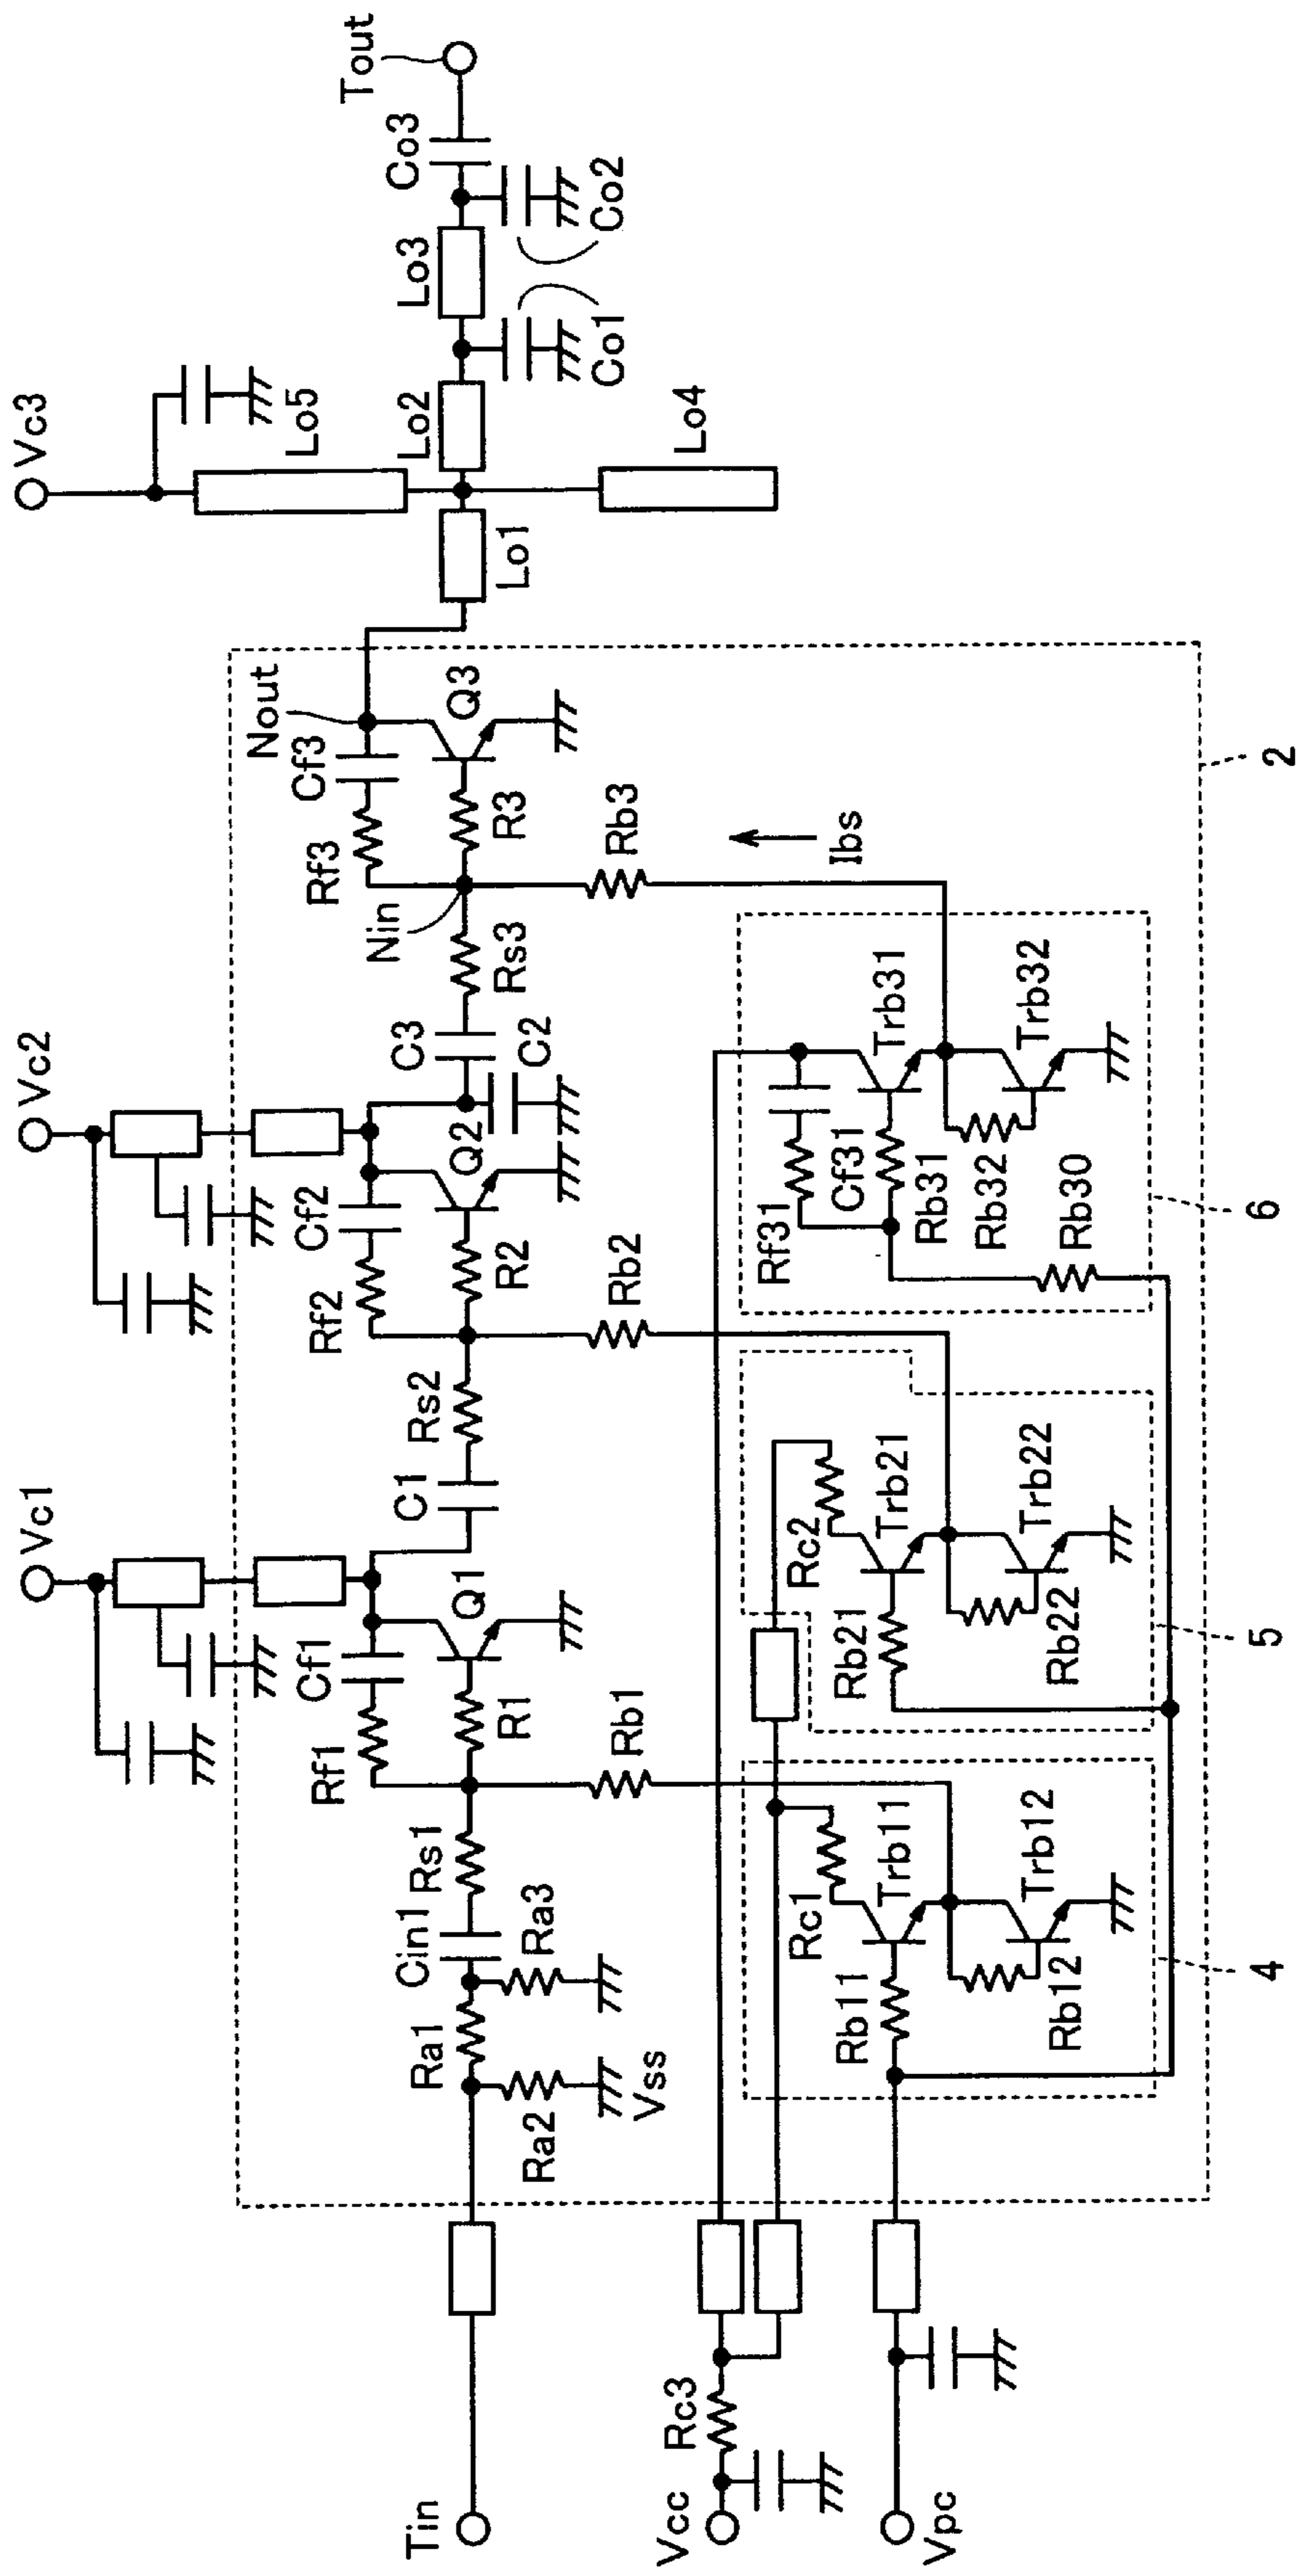 Vc1
Vc2
Vc3
Tin
Ra2
Vss
Ra1
Ra3
Cin1
Rs1
Rf1
Cf1
R1
Q1
Rb1
C1
Rs2
Rf2
Cf2
R2
Q2
Rb2
C2
C3
Rs3
Nin
Rf3
Cf3
Nout
R3
Q3
Rb3
Ibs
Lo1
Lo5
Lo4
Lo2
Co1
Lo3
Co2
Co3
Tout
Vcc
Rc3
Vpc
Rb11
Rc1
Trb11
Rb12
Trb12
4
Rb21
Rc2
Trb21
Rb22
Trb22
5
Rf31
Cf31
Rb31
Trb31
Rb32
Trb32
Rb30
6
2